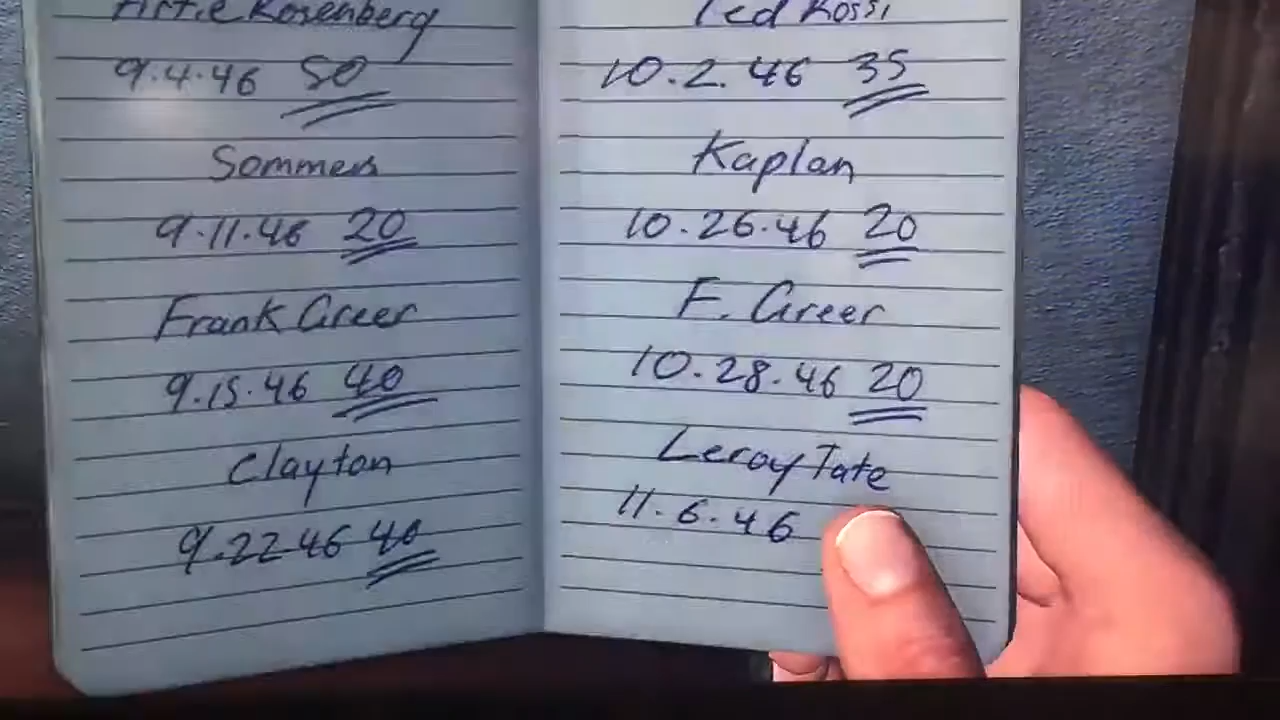 Artie Rosenberg
9.4.46 50
Sommers
9.11.46 20
Frank Greer
9.15.46 40
Clayton
9.22.46 40
Ted Rossi
10.2.46 35
Kaplan
10.26.46 20
F. Greer
10.28.46 20
Leroy Tate
11.6.46